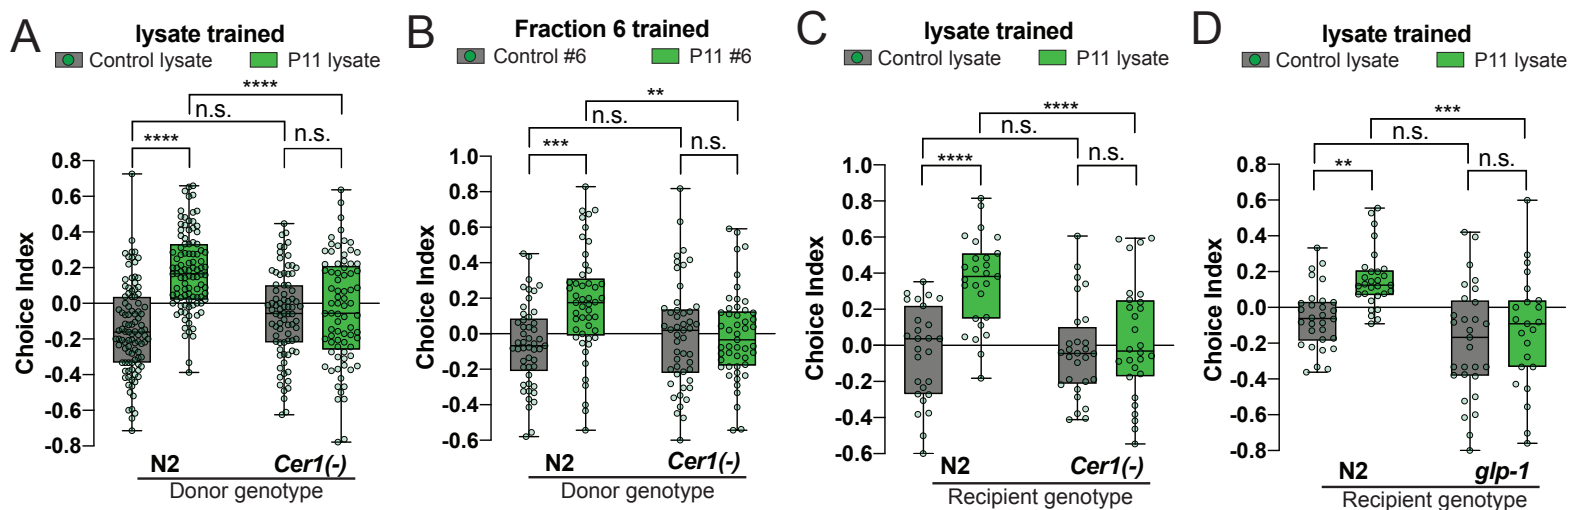 A
lysate trained
Control lysate P11 lysate
****
n.s.
**** n.s.
Choice Index
0.8
0.6
0.4
0.2
0.0
-0.2
-0.4
-0.6
-0.8
N2 Cer1(-)
Donor genotype
B
Fraction 6 trained
Control #6 P11 #6
**
n.s.
*** n.s.
Choice Index
1.0
0.8
0.6
0.4
0.2
0.0
-0.2
-0.4
-0.6
N2 Cer1(-)
Donor genotype
C
lysate trained
Control lysate P11 lysate
****
n.s.
**** n.s.
Choice Index
1.0
0.8
0.6
0.4
0.2
0.0
-0.2
-0.4
-0.6
N2 Cer1(-)
Recipient genotype
D
lysate trained
Control lysate P11 lysate
***
n.s.
** n.s.
Choice Index
0.8
0.6
0.4
0.2
0.0
-0.2
-0.4
-0.6
-0.8
N2 glp-1
Recipient genotype